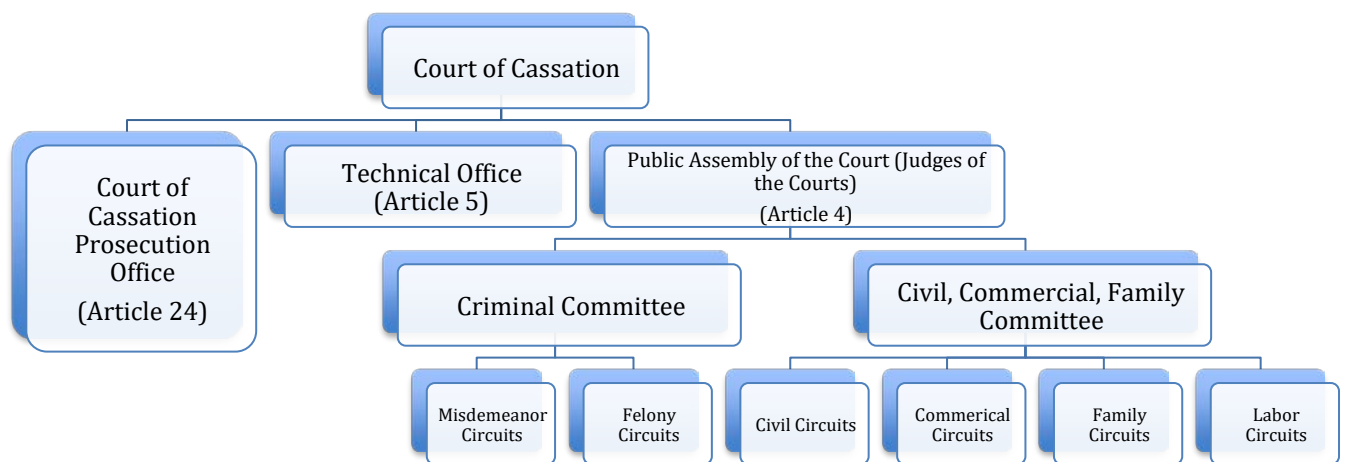 Court of Cassation
Court of
Cassation
Prosecution
Office
(Article 24)
Technical Office
(Article 5)
Public Assembly of the Court (Judges of
the Courts)
(Article 4)
Criminal Committee
Civil, Commercial, Family
Committee
Misdemeanor
Circuits
Felony
Circuits
Civil Circuits
Commerical
Circuits
Family
Circuits
Labor
Circuits